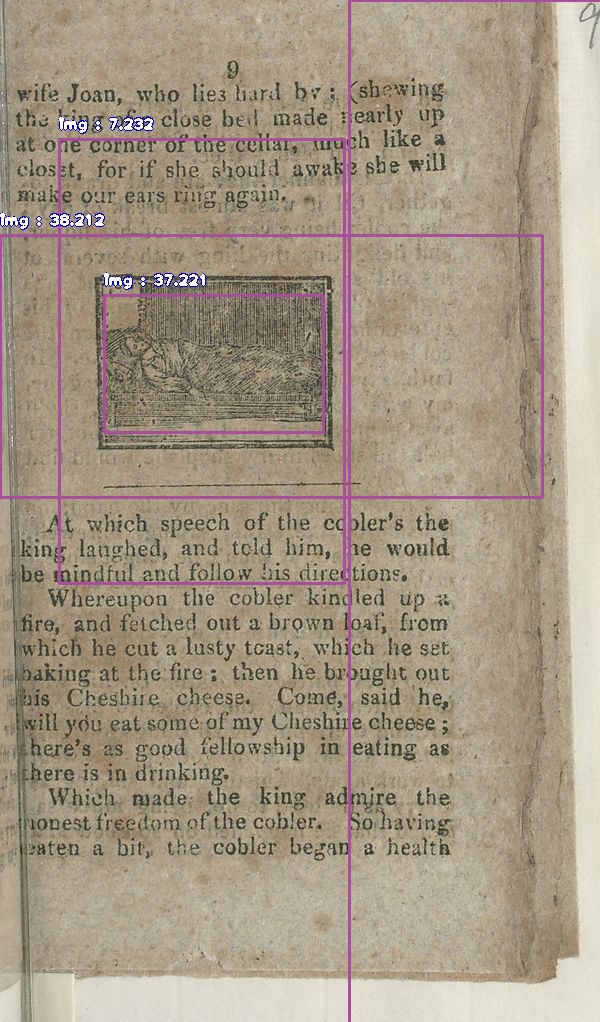 9
wife Joan, who lies hard by; (shewing
the king the close bed made nearly up
at one corner of the cellar, much like a
closet, for if she should awake she will
make our ears ring again.
Img : 7.232
Img : 38.212
Img : 37.221
At which speech of the cobler's the
king laughed, and told him, he would
be mindful and follow his directions.
Whereupon the cobler kindled up a
fire, and fetched out a brown loaf, from
which he cut a lusty toast, which he set
baking at the fire; then he brought out
his Cheshire cheese. Come, said he,
will you eat some of my Cheshire cheese;
there's as good fellowship in eating as
there is in drinking.
Which made the king admire the
honest freedom of the cobler. So having
eaten a bit, the cobler began a health